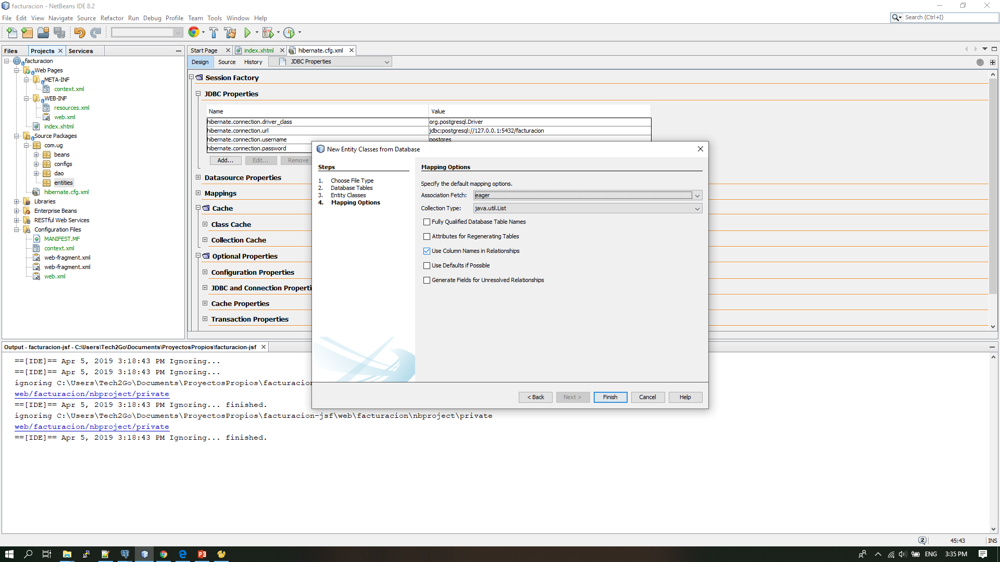 facturacion - NetBeans IDE 8.2
File Edit View Navigate Source Refactor Run Debug Profile Team Tools Window Help
Search (Ctrl+I)
Files Projects Services
facturacion
Web Pages
META-INF
context.xml
WEB-INF
resources.xml
web.xml
index.xhtml
Source Packages
com.ug
beans
configs
dao
entities
hibernate.cfg.xml
Libraries
Enterprise Beans
RESTful Web Services
Configuration Files
MANIFEST.MF
context.xml
web-fragment.xml
web-fragment.xml
web.xml
Start Page index.xhtml hibernate.cfg.xml
Design Source History JDBC Properties
Session Factory
JDBC Properties
Name Value
hibernate.connection.driver_class org.postgresql.Driver
hibernate.connection.url jdbc:postgresql://127.0.0.1:5432/facturacion
hibernate.connection.username postgres
hibernate.connection.password
Add... Edit... Remove
Datasource Properties
Mappings
Cache
Class Cache
Collection Cache
Optional Properties
Configuration Properties
JDBC and Connection Properti
Cache Properties
Transaction Properties
New Entity Classes from Database
Steps
1. Choose File Type
2. Database Tables
3. Entity Classes
4. Mapping Options
Mapping Options
Specify the default mapping options.
Association Fetch: eager
Collection Type: java.util.List
Fully Qualified Database Table Names
Attributes for Regenerating Tables
Use Column Names in Relationships
Use Defaults if Possible
Generate Fields for Unresolved Relationships
< Back Next > Finish Cancel Help
Output - facturacion-jsf - C:\Users\Tech2Go\Documents\ProyectosPropios\facturacion-jsf
==[IDE]== Apr 5, 2019 3:18:43 PM Ignoring...
==[IDE]== Apr 5, 2019 3:18:43 PM Ignoring...
ignoring C:\Users\Tech2Go\Documents\ProyectosPropios\facturacion
web/facturacion/nbproject/private
==[IDE]== Apr 5, 2019 3:18:43 PM Ignoring... finished.
ignoring C:\Users\Tech2Go\Documents\ProyectosPropios\facturacion-jsf\web\facturacion\nbproject\private
web/facturacion/nbproject/private
==[IDE]== Apr 5, 2019 3:18:43 PM Ignoring... finished.
2 45:43 INS
ENG 3:35 PM